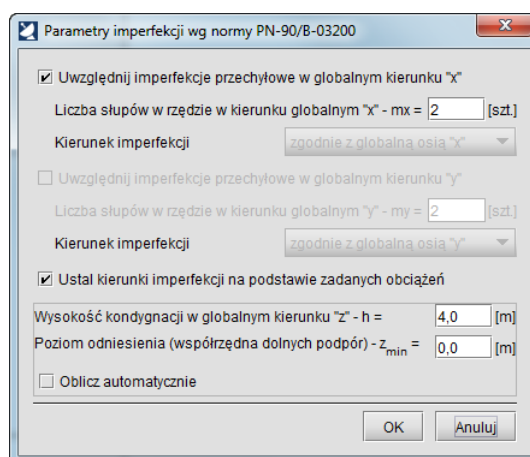 Parametry imperfekcji wg normy PN-90/B-03200
Uwzględnij imperfekcje przechyłowe w globalnym kierunku "x"
Liczba słupów w rzędzie w kierunku globalnym "x" - mx = 2 [szt.]
Kierunek imperfekcji zgodnie z globalną osią "x"
Uwzględnij imperfekcje przechyłowe w globalnym kierunku "y"
Liczba słupów w rzędzie w kierunku globalnym "y" - my = 2 [szt.]
Kierunek imperfekcji zgodnie z globalną osią "y"
Ustal kierunki imperfekcji na podstawie zadanych obciążeń
Wysokość kondygnacji w globalnym kierunku "z" - h = 4,0 [m]
Poziom odniesienia (współrzędna dolnych podpór) - z min = 0,0 [m]
Oblicz automatycznie
OK Anuluj